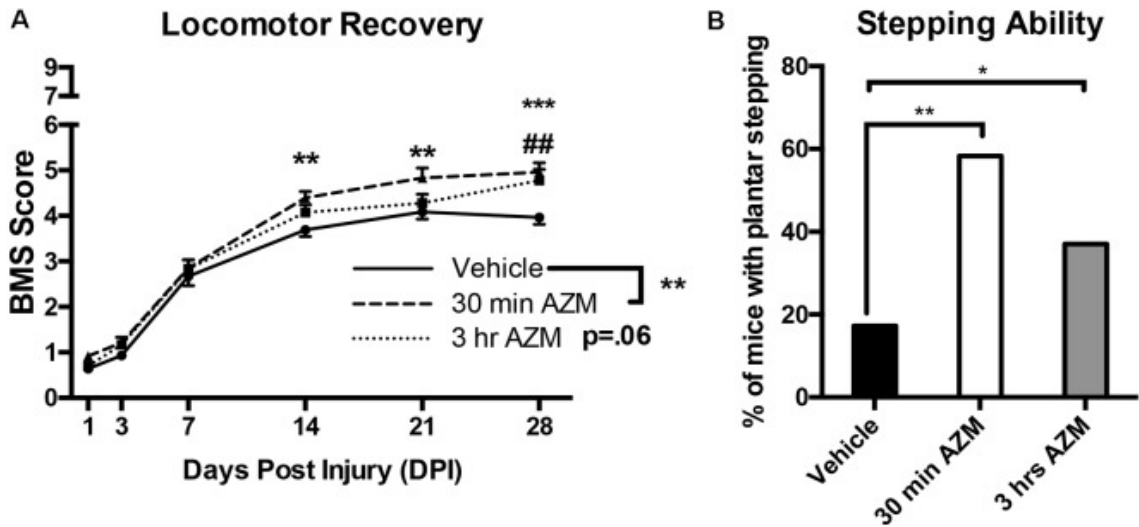 A
Locomotor Recovery
9
7
6
5
4
3
2
1
0
BMS Score
** ** ***
##
Vehicle
30 min AZM
3 hr AZM p=.06
**
1 3 7 14 21 28
Days Post Injury (DPI)
B
Stepping Ability
80
60
40
20
0
% of mice with plantar stepping
*
**
Vehicle
30 min AZM
3 hrs AZM